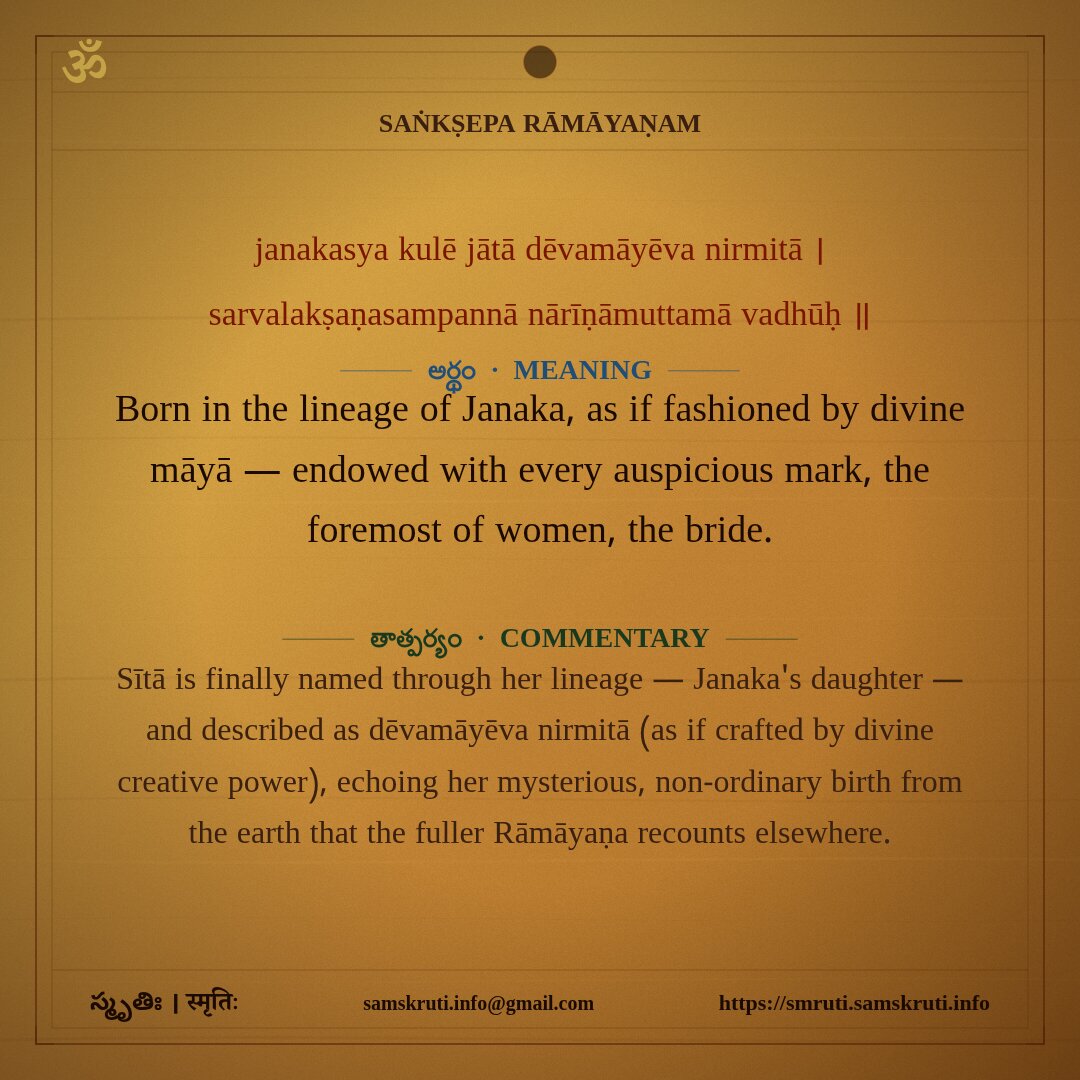 ॐ
SAṄKṢEPA RĀMĀYAṆAM
janakasya kulē jātā dēvamāyēva nirmitā |
sarvalakṣaṇasampannā nārīṇāmuttamā vadhūḥ ||
అర్థం · MEANING
Born in the lineage of Janaka, as if fashioned by divine
māyā — endowed with every auspicious mark, the
foremost of women, the bride.
తాత్పర్యం · COMMENTARY
Sītā is finally named through her lineage — Janaka's daughter —
and described as dēvamāyēva nirmitā (as if crafted by divine
creative power), echoing her mysterious, non-ordinary birth from
the earth that the fuller Rāmāyaṇa recounts elsewhere.
స్మృతిః | स्मृतिः samskruti.info@gmail.com https://smruti.samskruti.info